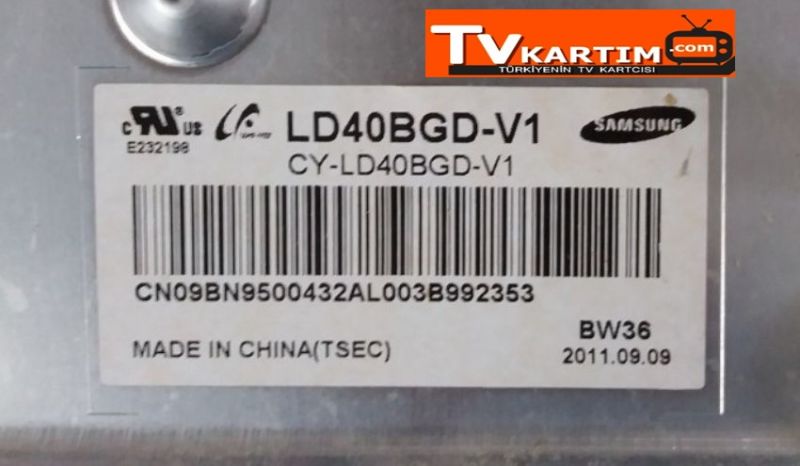 TVKARTIM.com
TÜRKİYENİN TV KARTCISI
c UL US
E232198
LD40BGD-V1
SAMSUNG
CY-LD40BGD-V1
CN09BN9500432AL003B992353
BW36
MADE IN CHINA(TSEC)
2011.09.09